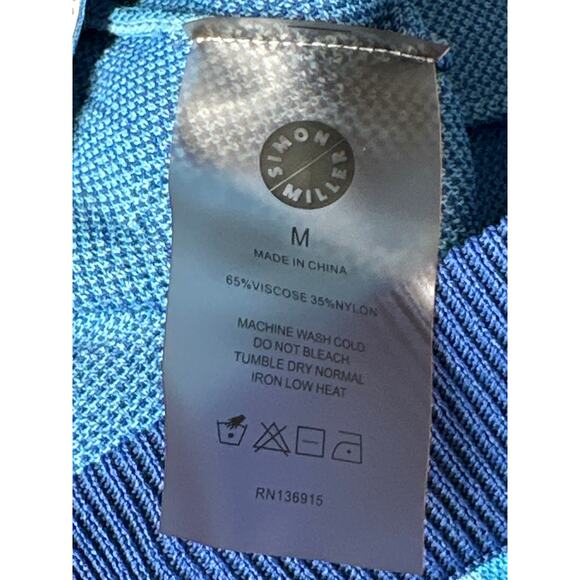 SIMON
MILLER
M
MADE IN CHINA
65%VISCOSE 35%NYLON
MACHINE WASH COLD
DO NOT BLEACH
TUMBLE DRY NORMAL
IRON LOW HEAT
RN136915